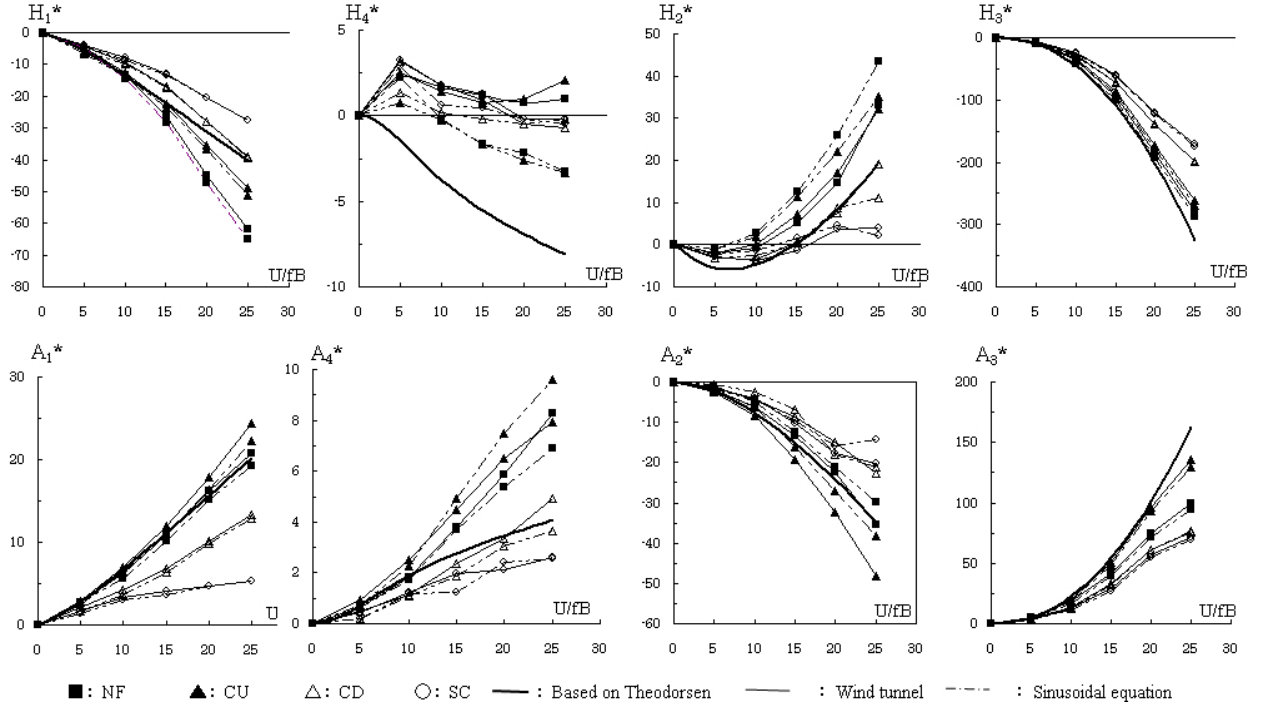 H1* H4* H2* H3*
5 50
0 0
-10 40 -100
-20 0 30
-30 20 -200
-40 -5 10
-50 0 -300
-60
-70 U/fB U/fB U/fB U/fB
-80 -10 -10 -400
0 5 10 15 20 25 30 0 5 10 15 20 25 30 0 5 10 15 20 25 30 0 5 10 15 20 25 30
A1* A4* A2* A3*
30 10 0 200
8 -10 150
20 6 -20
-30 100
10 4 -40
2 -50 50
U U/fB U/fB U/fB
0 0 -60 0
0 5 10 15 20 25 0 5 10 15 20 25 30 0 5 10 15 20 25 30 0 5 10 15 20 25 30
: NF : CU : CD : SC : Based on Theodorsen : Wind tunnel : Sinusoidal equation